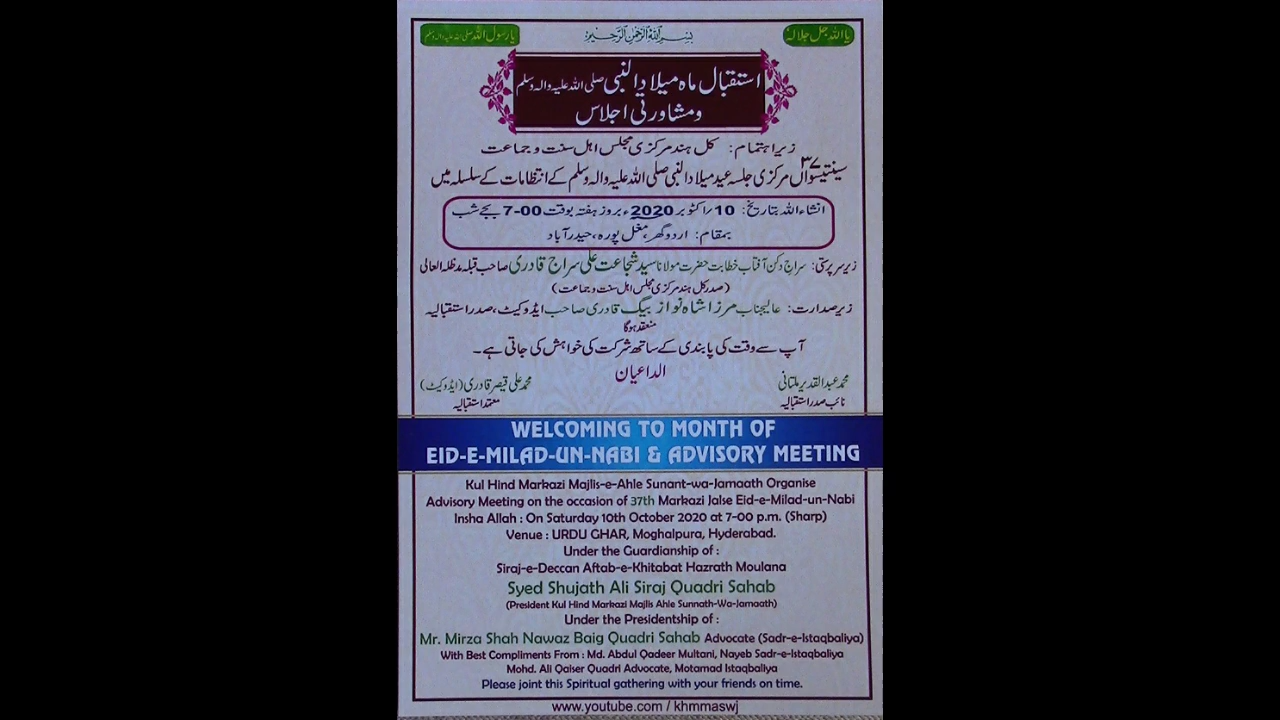 یا اللہ جل جلالہ
بسم اللہ الرحمن الرحیم
یا رسول اللہ صلی اللہ علیہ والہ وسلم
استقبال ماہ میلادالنبی صلی اللہ علیہ والہ وسلم
ومشاورتی اجلاس
زیر اہتمام: کل ہند مرکزی مجلس اہل سنت و جماعت
۳۷
سینتیسواں مرکزی جلسہ عید میلادالنبی صلی اللہ علیہ والہ وسلم کے انتظامات کے سلسلہ میں
انشاء اللہ بتاریخ: 10/اکٹوبر 2020ء بروز ہفتہ بوقت 00-7 بجے شب
بمقام: اردو گھر، مغل پورہ، حیدرآباد
زیر سرپرستی: سراج دکن آفتاب خطابت حضرت مولانا سید شجاعت علی سراج قادری صاحب قبلہ مدظلہ العالی
(صدر کل ہند مرکزی مجلس اہل سنت و جماعت)
زیر صدارت: عالیجناب مرزا شاہ نواز بیگ قادری صاحب ایڈوکیٹ، صدر استقبالیہ
منعقد ہوگا
آپ سے وقت کی پابندی کے ساتھ شرکت کی خواہش کی جاتی ہے۔
الداعیان
محمد عبدالقدیر ملتانی
نائب صدر استقبالیہ
محمد علی قیصر قادری (ایڈوکیٹ)
معتمد استقبالیہ
WELCOMING TO MONTH OF
EID-E-MILAD-UN-NABI & ADVISORY MEETING
Kul Hind Markazi Majlis-e-Ahle Sunant-wa-Jamaath Organise
Advisory Meeting on the occasion of 37th Markazi Jalse Eid-e-Milad-un-Nabi
Insha Allah : On Saturday 10th October 2020 at 7-00 p.m. (Sharp)
Venue : URDU GHAR, Moghalpura, Hyderabad.
Under the Guardianship of :
Siraj-e-Deccan Aftab-e-Khitabat Hazrath Moulana
Syed Shujath Ali Siraj Quadri Sahab
(President Kul Hind Markazi Majlis Ahle Sunnath-Wa-Jamaath)
Under the Presidentship of :
Mr. Mirza Shah Nawaz Baig Quadri Sahab Advocate (Sadr-e-Istaqbaliya)
With Best Compliments From : Md. Abdul Qadeer Multani, Nayeb Sadr-e-Istaqbaliya
Mohd. Ali Qaiser Quadri Advocate, Motamad Istaqbaliya
Please joint this Spiritual gathering with your friends on time.
www.youtube.com / khmmaswj